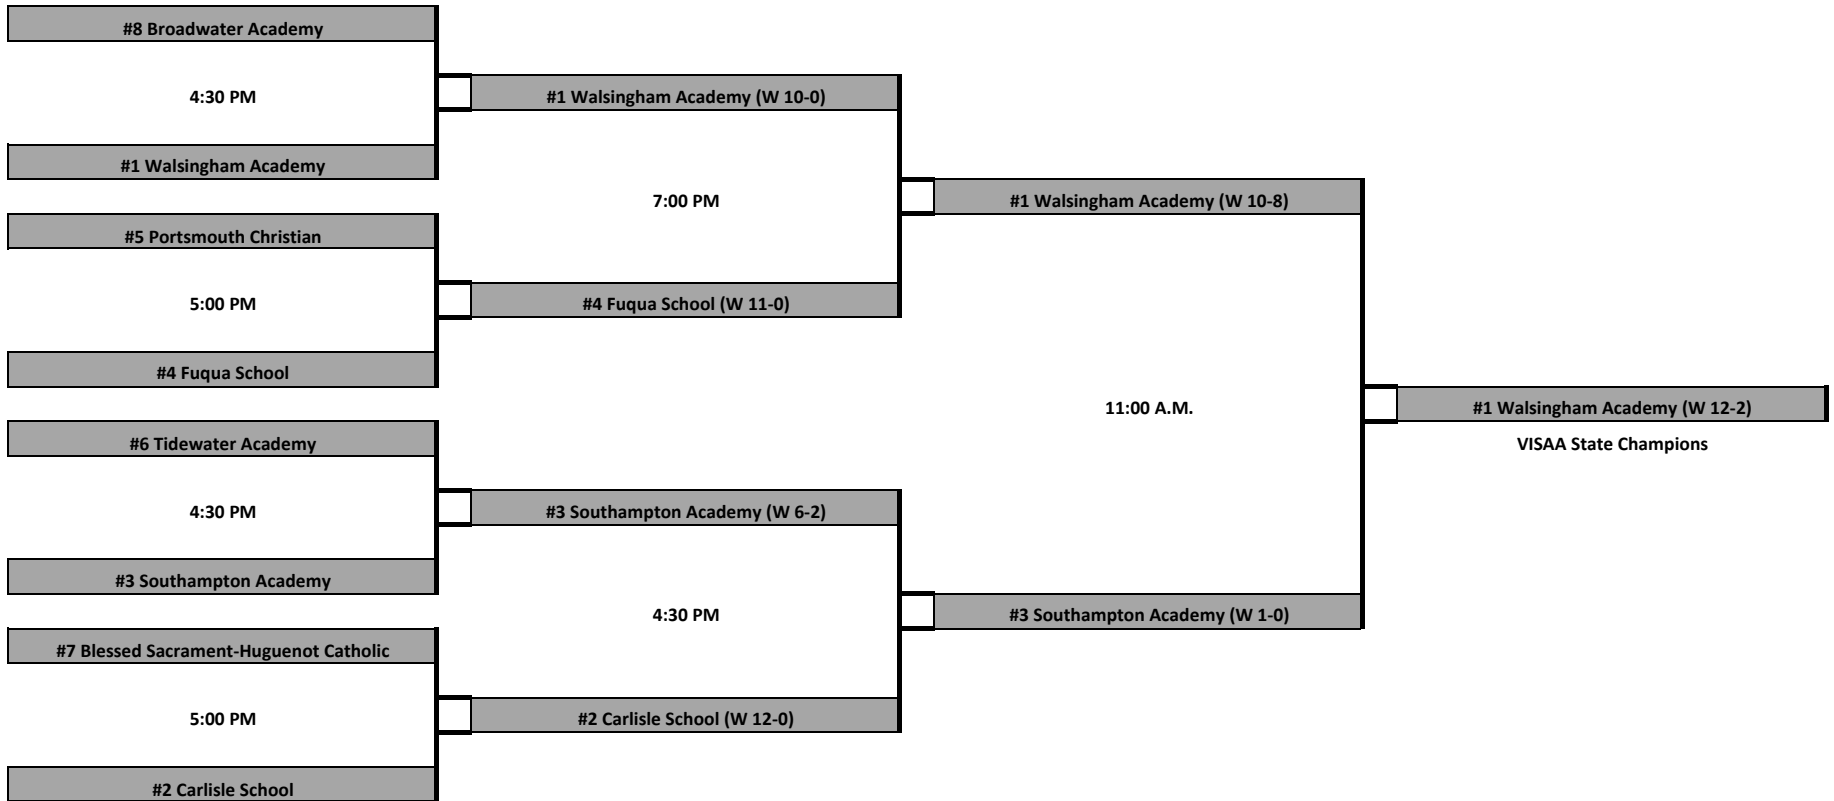 #8 Broadwater Academy
4:30 PM
#1 Walsingham Academy (W 10-0)
#1 Walsingham Academy
7:00 PM
#1 Walsingham Academy (W 10-8)
#5 Portsmouth Christian
5:00 PM
#4 Fuqua School (W 11-0)
#4 Fuqua School
11:00 A.M.
#1 Walsingham Academy (W 12-2)
VISAA State Champions
#6 Tidewater Academy
4:30 PM
#3 Southampton Academy (W 6-2)
#3 Southampton Academy
4:30 PM
#3 Southampton Academy (W 1-0)
#7 Blessed Sacrament-Huguenot Catholic
5:00 PM
#2 Carlisle School (W 12-0)
#2 Carlisle School